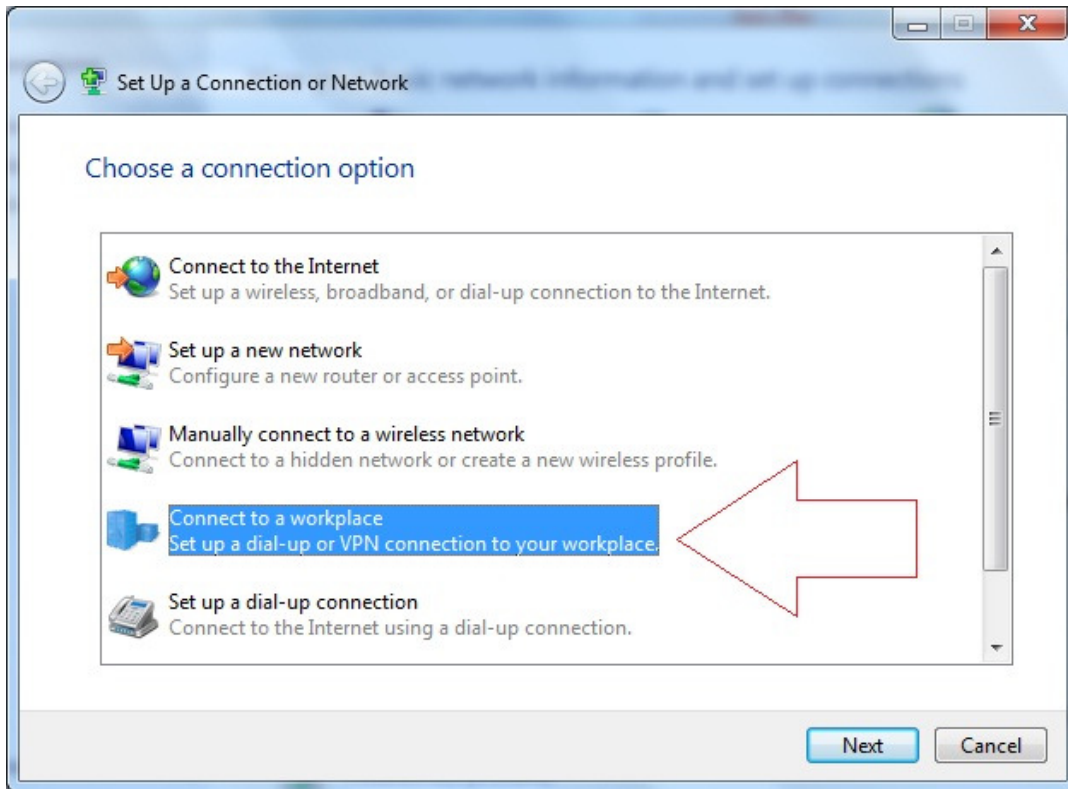 Set Up a Connection or Network
Choose a connection option
Connect to the Internet
Set up a wireless, broadband, or dial-up connection to the Internet.
Set up a new network
Configure a new router or access point.
Manually connect to a wireless network
Connect to a hidden network or create a new wireless profile.
Connect to a workplace
Set up a dial-up or VPN connection to your workplace.
Set up a dial-up connection
Connect to the Internet using a dial-up connection.
Next
Cancel